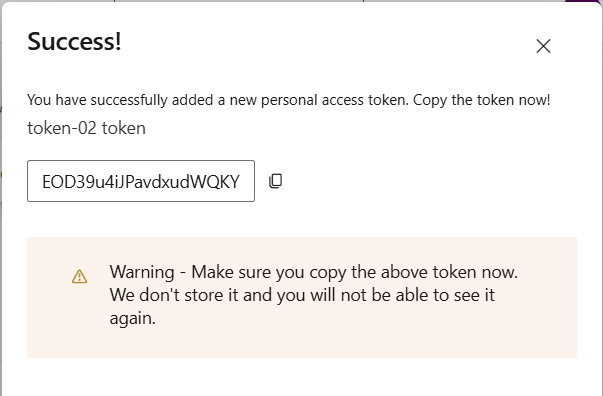 Success!
You have successfully added a new personal access token. Copy the token now!
token-02 token
EOD39u4iJPavdxudWQKY
Warning - Make sure you copy the above token now.
We don't store it and you will not be able to see it
again.